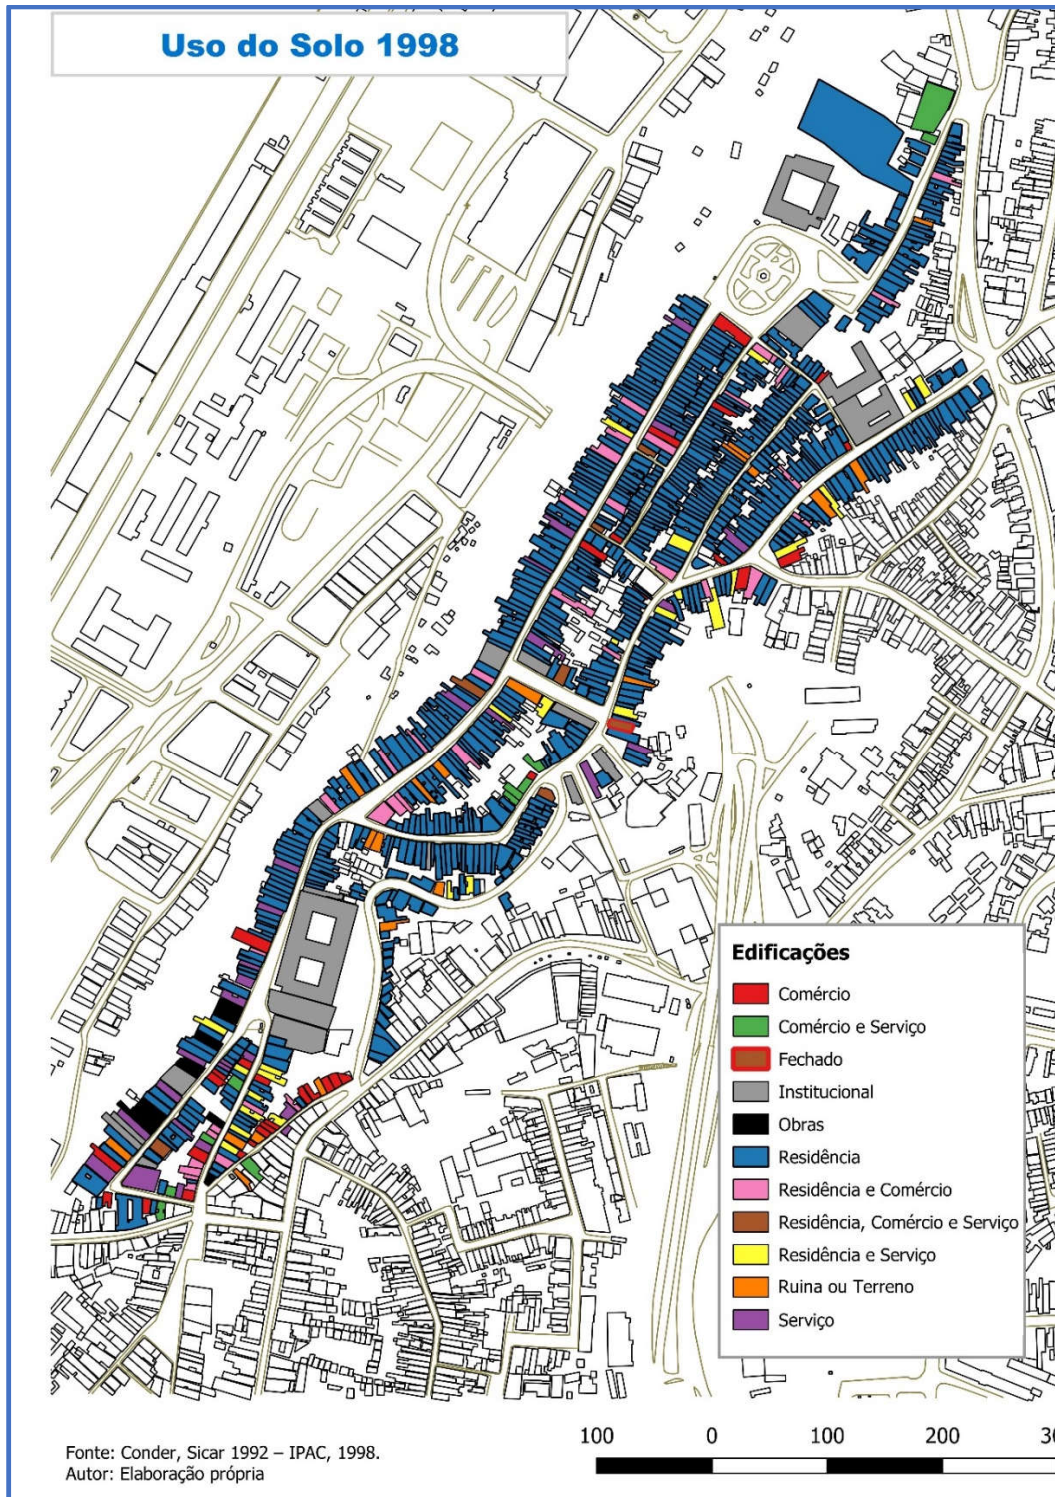 Uso do Solo 1998
Edificações
Comércio
Comércio e Serviço
Fechado
Institucional
Obras
Residência
Residência e Comércio
Residência, Comércio e Serviço
Residência e Serviço
Ruina ou Terreno
Serviço
100 0 100 200
Fonte: Conder, Sicar 1992 – IPAC, 1998.
Autor: Elaboração própria